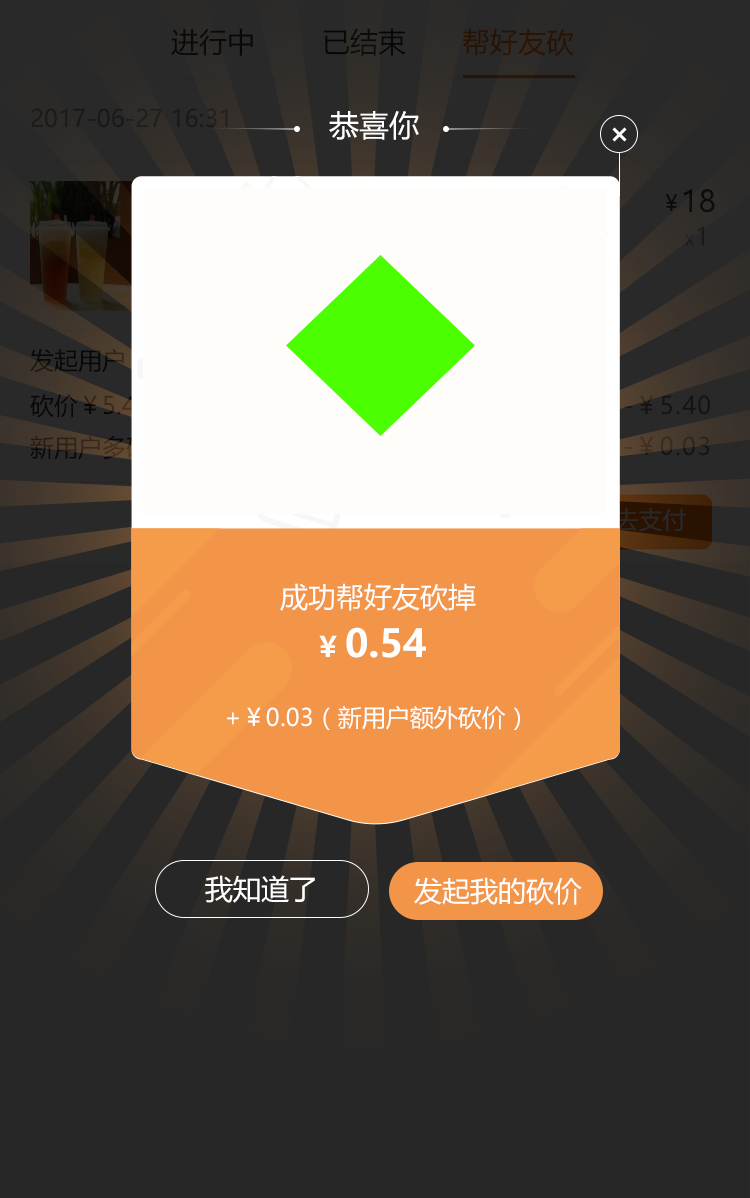 进行中 已结束 帮好友砍
2017-06-27 16:31
恭喜你
¥18
x1
发起用户
砍价¥5.4
- ¥5.40
新用户多
- ¥0.03
去支付
成功帮好友砍掉
¥0.54
+¥0.03（新用户额外砍价）
我知道了 发起我的砍价